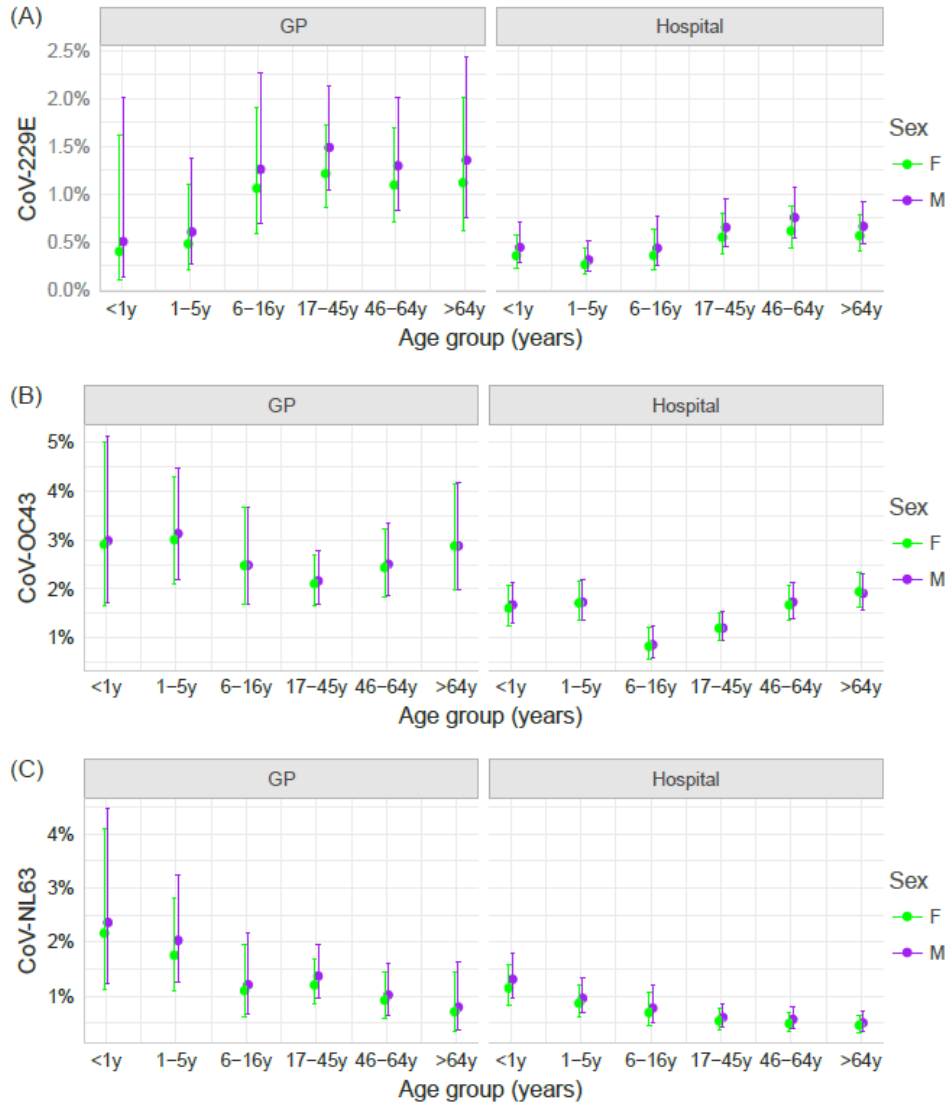 (A)
GP Hospital
CoV-229E
2.5%
2.0%
1.5%
1.0%
0.5%
0.0%
<1y 1−5y 6−16y 17−45y 46−64y >64y <1y 1−5y 6−16y 17−45y 46−64y >64y
Age group (years)
Sex
F
M
(B)
GP Hospital
CoV-OC43
5%
4%
3%
2%
1%
<1y 1−5y 6−16y 17−45y 46−64y >64y <1y 1−5y 6−16y 17−45y 46−64y >64y
Age group (years)
Sex
F
M
(C)
GP Hospital
CoV-NL63
4%
3%
2%
1%
<1y 1−5y 6−16y 17−45y 46−64y >64y <1y 1−5y 6−16y 17−45y 46−64y >64y
Age group (years)
Sex
F
M